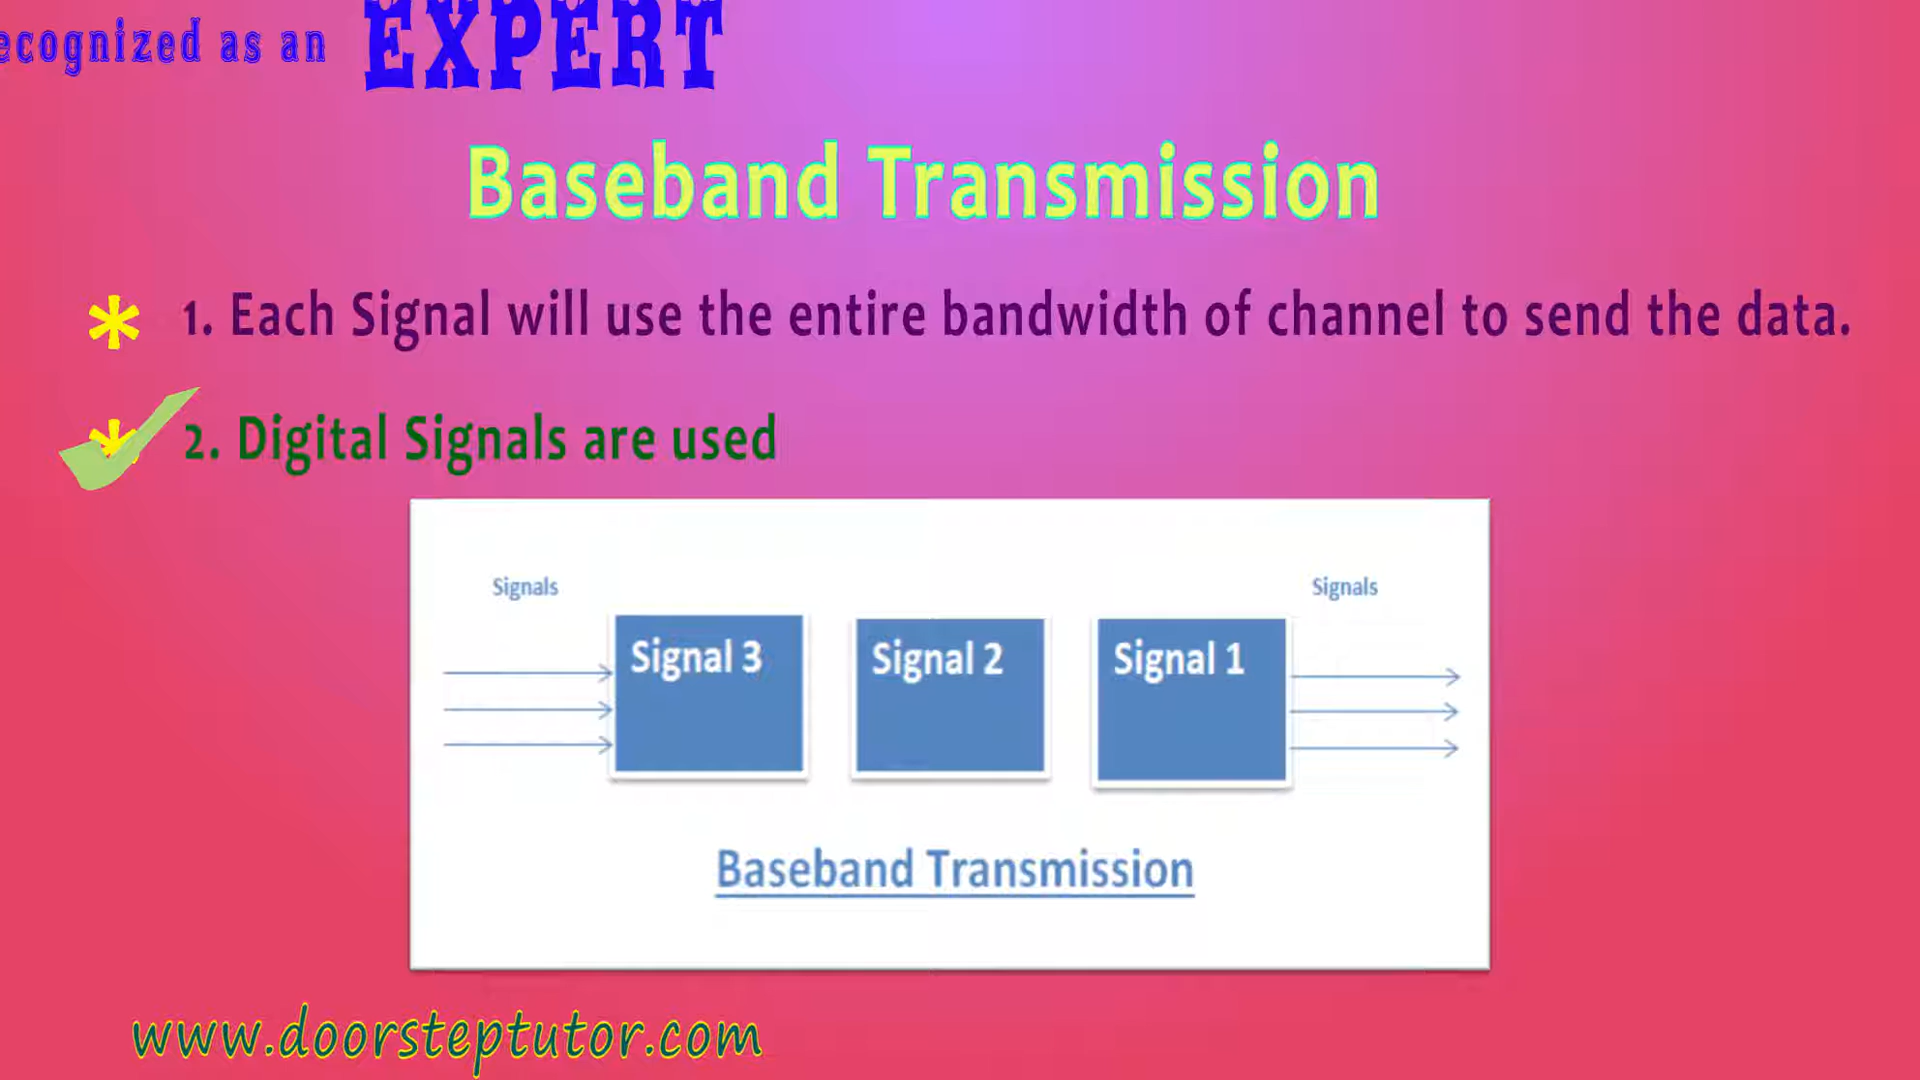 ecognized as an EXPERT
Baseband Transmission
* 1. Each Signal will use the entire bandwidth of channel to send the data.
* 2. Digital Signals are used
Signals Signals
Signal 3 Signal 2 Signal 1
Baseband Transmission
www.doorsteptutor.com